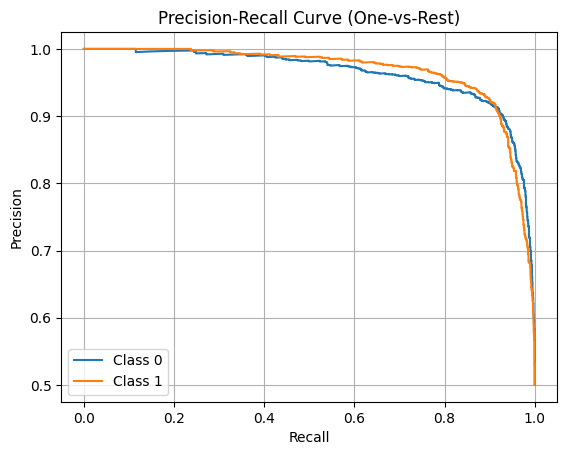 Precision-Recall Curve (One-vs-Rest)
1.0
0.9
0.8
0.7
0.6
0.5
Precision
Class 0
Class 1
0.0 0.2 0.4 0.6 0.8 1.0
Recall